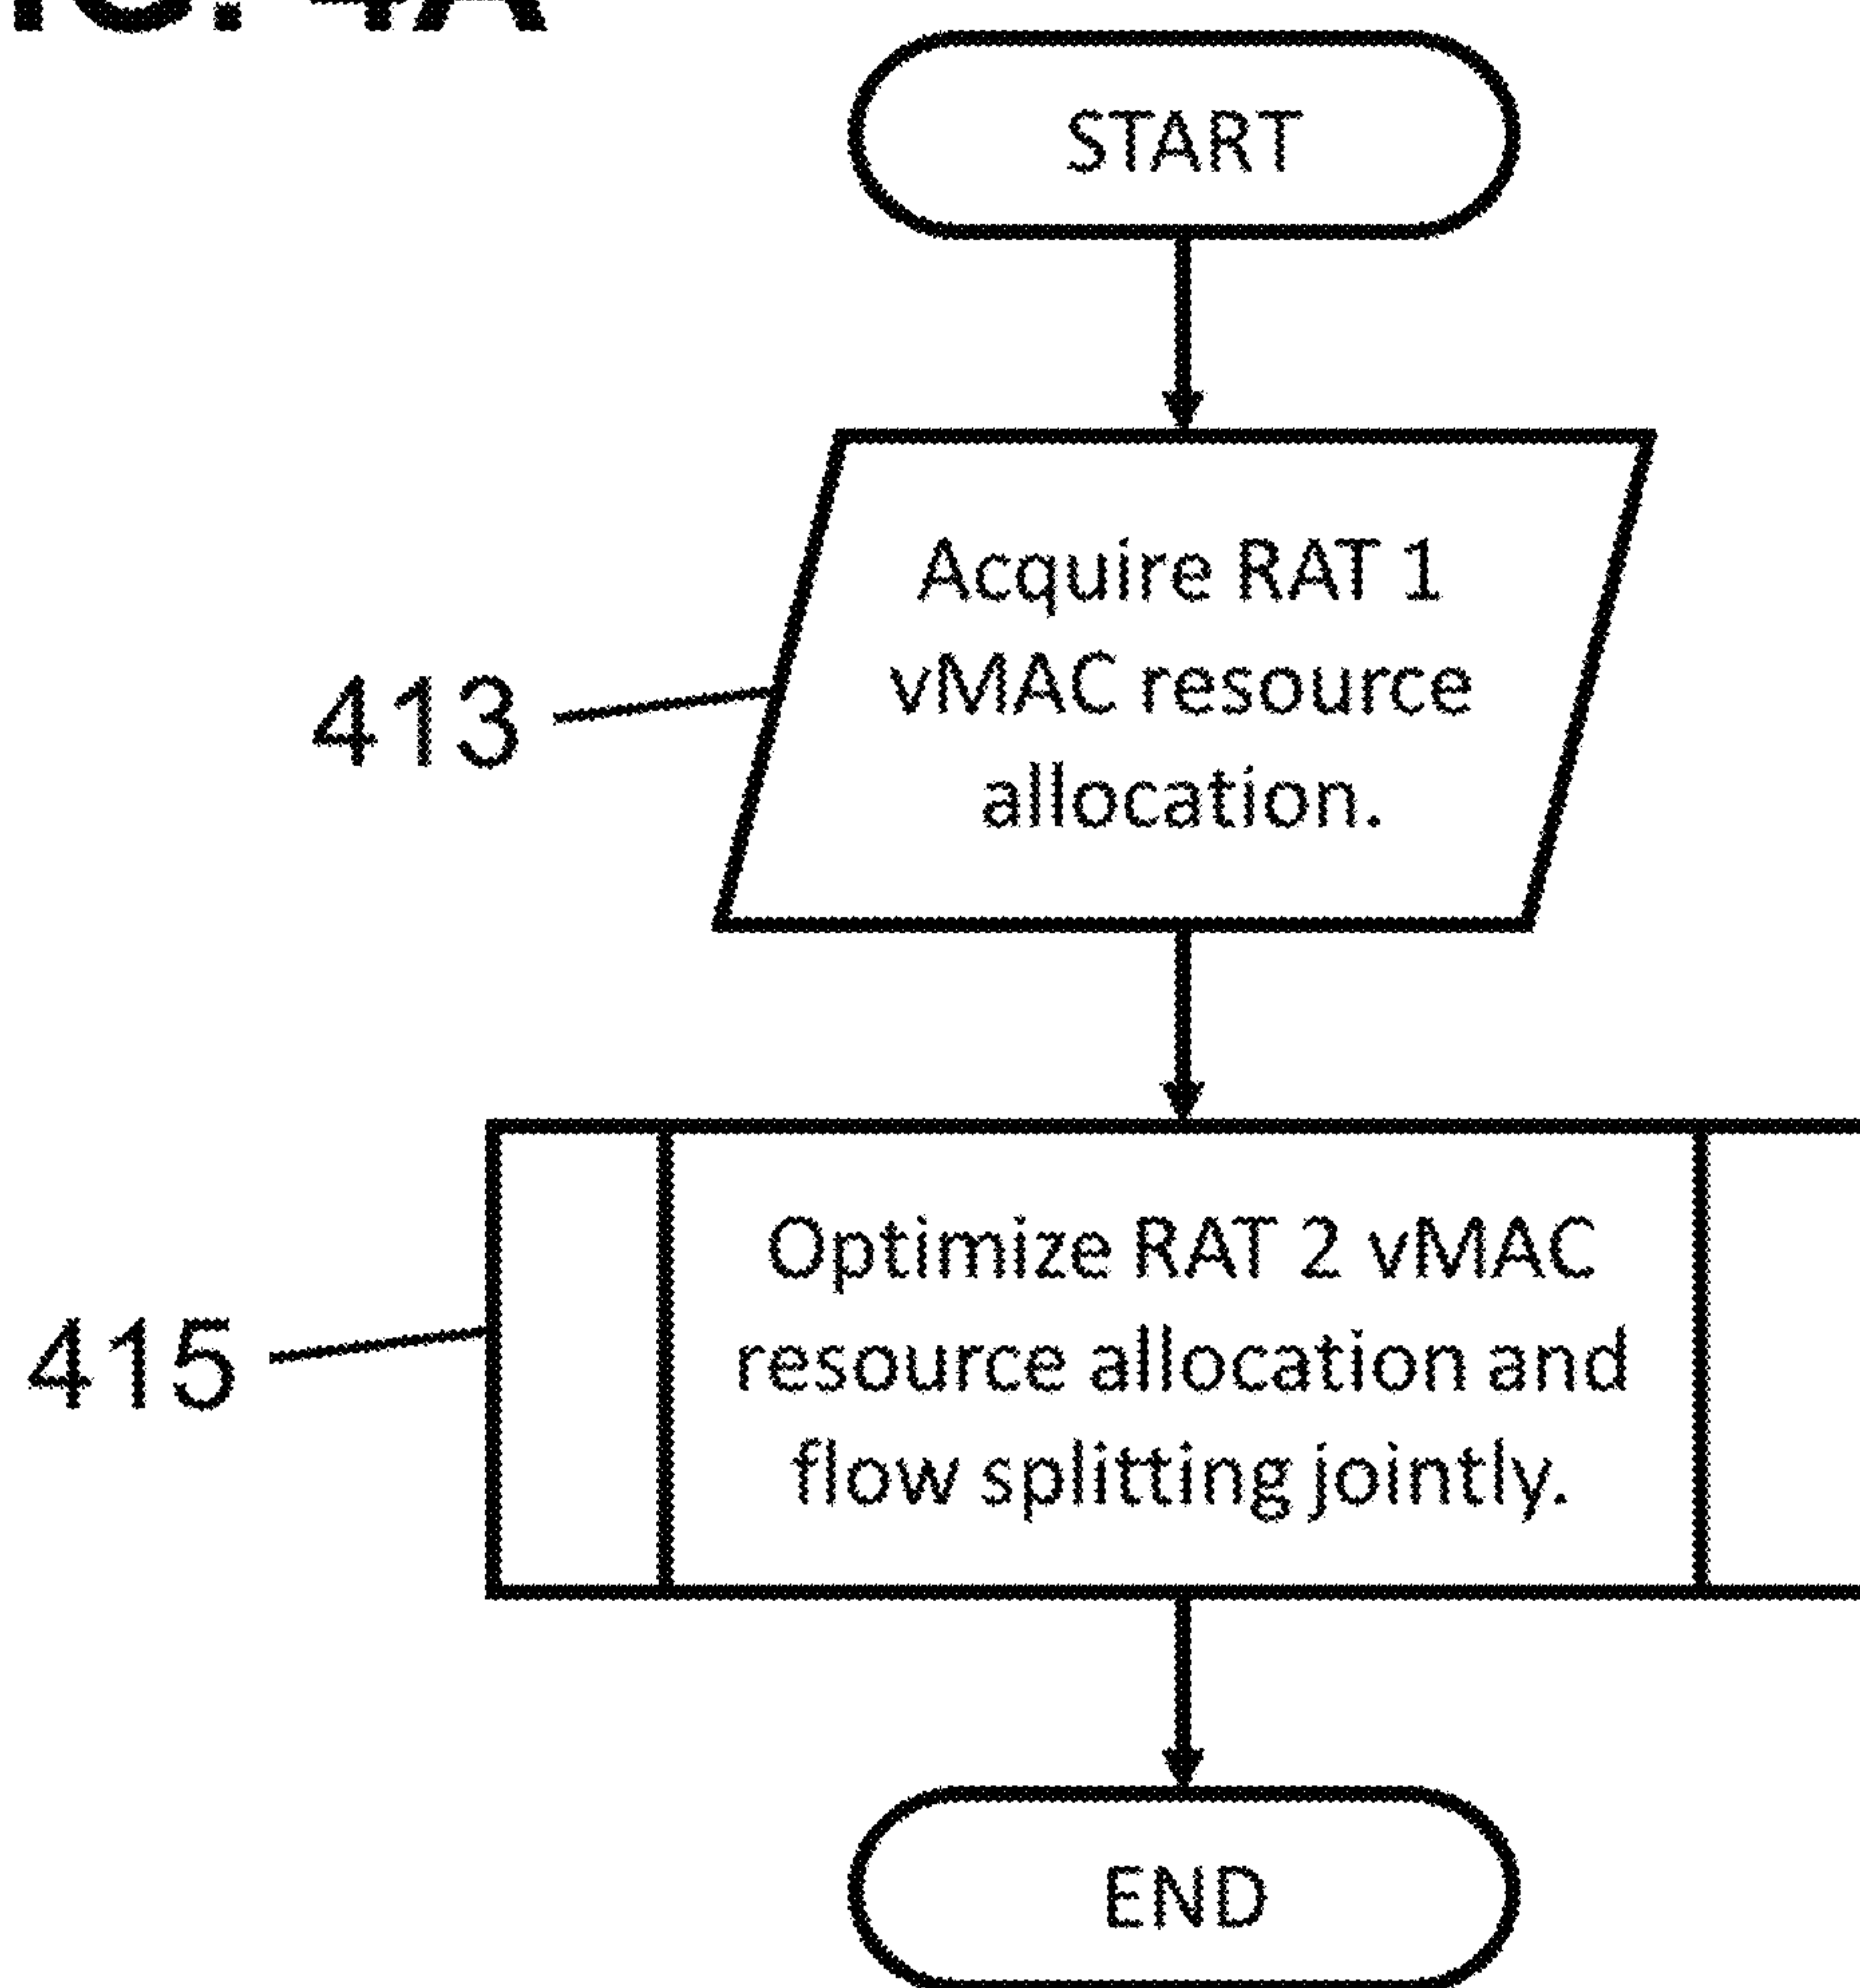 4A
START
Acquire RAT 1
vMAC resource
allocation.
413
Optimize RAT 2 vMAC
resource allocation and
flow splitting jointly.
415
END